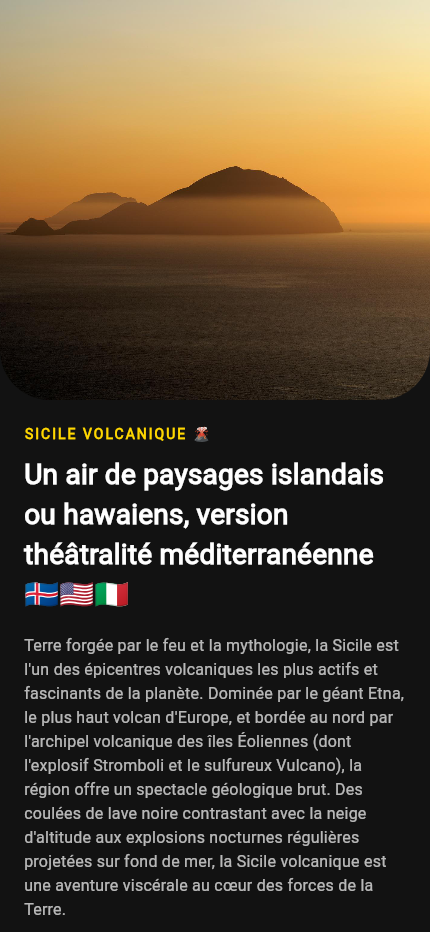 SICILE VOLCANIQUE 🌋
Un air de paysages islandais
ou hawaiens, version
théâtralité méditerranéenne
🇮🇸🇺🇸🇮🇹
Terre forgée par le feu et la mythologie, la Sicile est
l'un des épicentres volcaniques les plus actifs et
fascinants de la planète. Dominée par le géant Etna,
le plus haut volcan d'Europe, et bordée au nord par
l'archipel volcanique des îles Éoliennes (dont
l'explosif Stromboli et le sulfureux Vulcano), la
région offre un spectacle géologique brut. Des
coulées de lave noire contrastant avec la neige
d'altitude aux explosions nocturnes régulières
projetées sur fond de mer, la Sicile volcanique est
une aventure viscérale au cœur des forces de la
Terre.